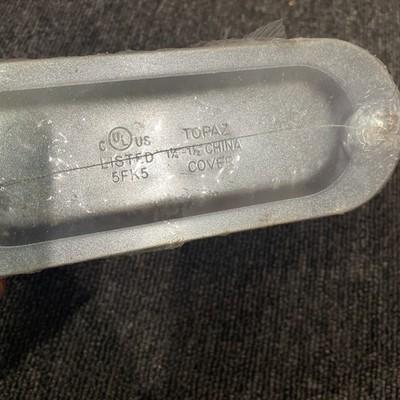 C UL US TOPAZ
LISTED 1¼-1½ CHINA
5FK5 COVER